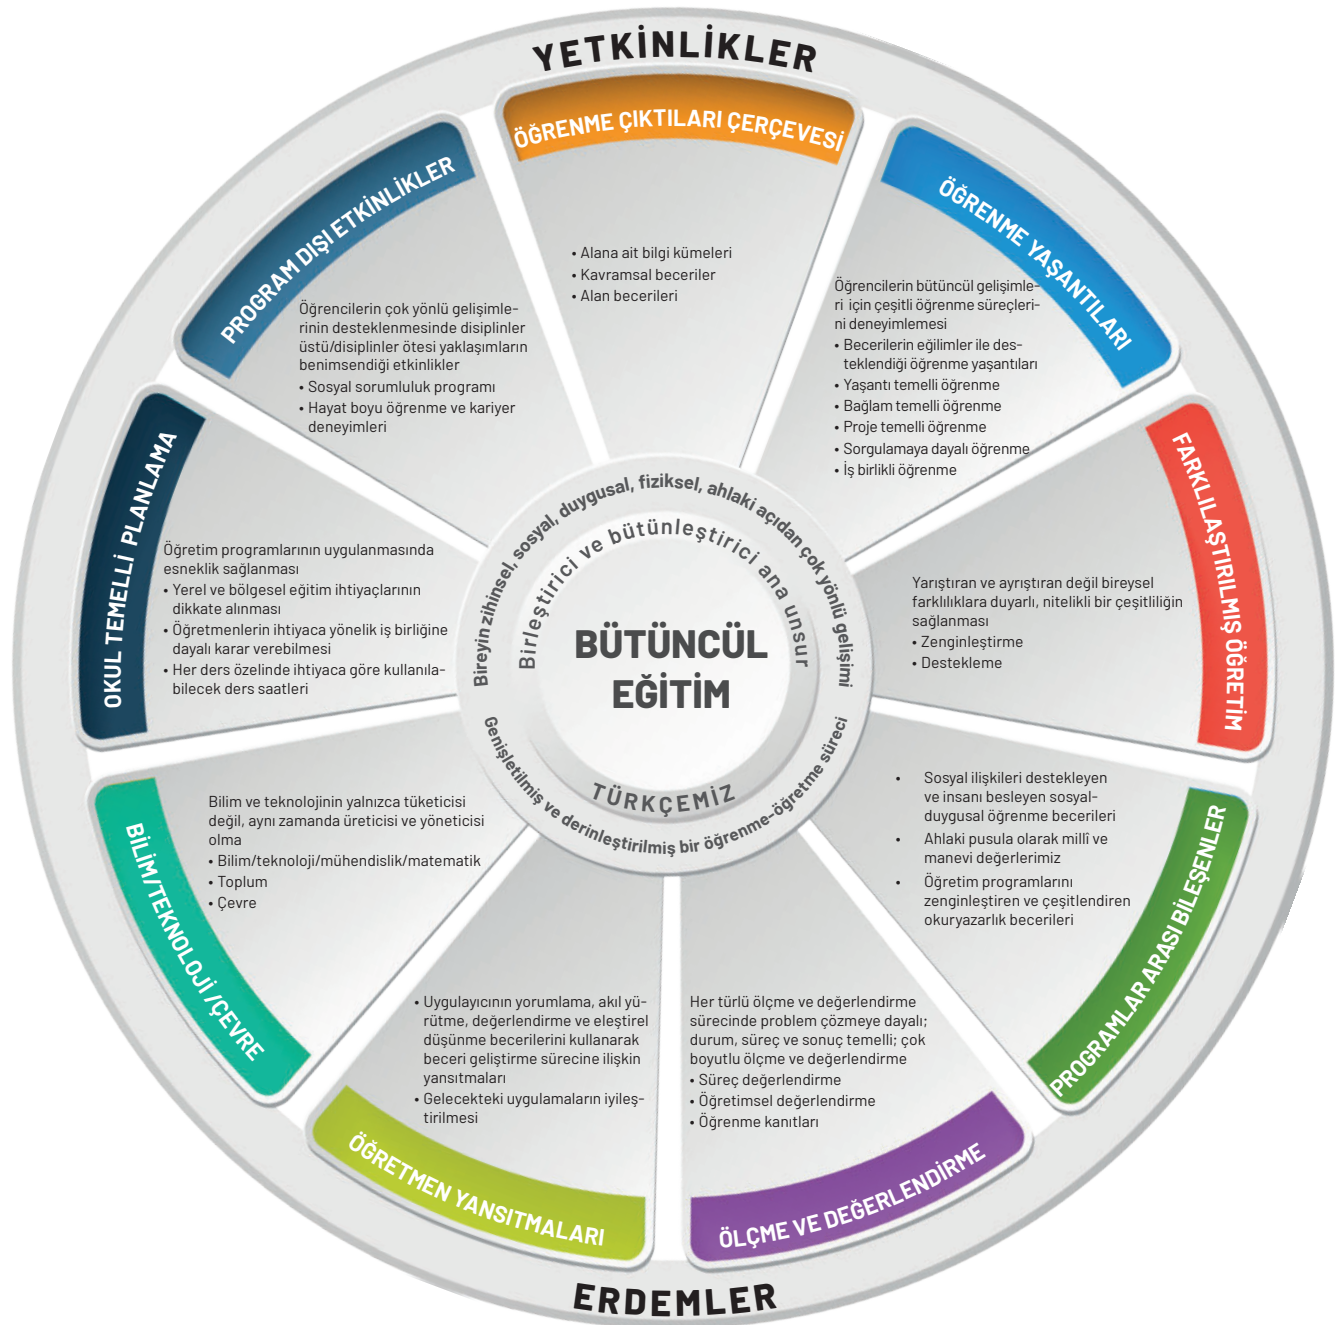 YETKİNLİKLER
ÖĞRENME ÇIKTILARI ÇERÇEVESİ
• Alana ait bilgi kümeleri
• Kavramsal beceriler
• Alan becerileri
ÖĞRENME YAŞANTILARI
Öğrencilerin bütüncül gelişimle-
ri için çeşitli öğrenme süreçleri-
ni deneyimlemesi
• Becerilerin eğilimler ile des-
teklendiği öğrenme yaşantıları
• Yaşantı temelli öğrenme
• Bağlam temelli öğrenme
• Proje temelli öğrenme
• Sorgulamaya dayalı öğrenme
• İş birlikli öğrenme
FARKLILAŞTIRILMIŞ ÖĞRETİM
Yarıştıran ve ayrıştıran değil bireysel
farklılıklara duyarlı, nitelikli bir çeşitliliğin
sağlanması
• Zenginleştirme
• Destekleme
PROGRAMLAR ARASI BİLEŞENLER
• Sosyal ilişkileri destekleyen
ve insanı besleyen sosyal-
duygusal öğrenme becerileri
• Ahlaki pusula olarak millî ve
manevi değerlerimiz
• Öğretim programlarını
zenginleştiren ve çeşitlendiren
okuryazarlık becerileri
ÖLÇME VE DEĞERLENDİRME
Her türlü ölçme ve değerlendirme
sürecinde problem çözmeye dayalı;
durum, süreç ve sonuç temelli; çok
boyutlu ölçme ve değerlendirme
• Süreç değerlendirme
• Öğretimsel değerlendirme
• Öğrenme kanıtları
ÖĞRETMEN YANSITMALARI
• Uygulayıcının yorumlama, akıl yü-
rütme, değerlendirme ve eleştirel
düşünme becerilerini kullanarak
beceri geliştirme sürecine ilişkin
yansıtmaları
• Gelecekteki uygulamaların iyileş-
tirilmesi
BİLİM/TEKNOLOJİ /ÇEVRE
Bilim ve teknolojinin yalnızca tüketicisi
değil, aynı zamanda üreticisi ve yöneticisi
olma
• Bilim/teknoloji/mühendislik/matematik
• Toplum
• Çevre
OKUL TEMELLİ PLANLAMA
Öğretim programlarının uygulanmasında
esneklik sağlanması
• Yerel ve bölgesel eğitim ihtiyaçlarının
dikkate alınması
• Öğretmenlerin ihtiyaca yönelik iş birliğine
dayalı karar verebilmesi
• Her ders özelinde ihtiyaca göre kullanıla-
bilecek ders saatleri
PROGRAM DIŞI ETKİNLİKLER
Öğrencilerin çok yönlü gelişimle-
rinin desteklenmesinde disiplinler
üstü/disiplinler ötesi yaklaşımların
benimsendiği etkinlikler
• Sosyal sorumluluk programı
• Hayat boyu öğrenme ve kariyer
deneyimleri
Bireyin zihinsel, sosyal, duygusal, fiziksel, ahlaki açıdan çok yönlü gelişimi
Birleştirici ve bütünleştirici ana unsur
BÜTÜNCÜL
EĞİTİM
TÜRKÇEMİZ
Genişletilmiş ve derinleştirilmiş bir öğrenme-öğretme süreci
ERDEMLER